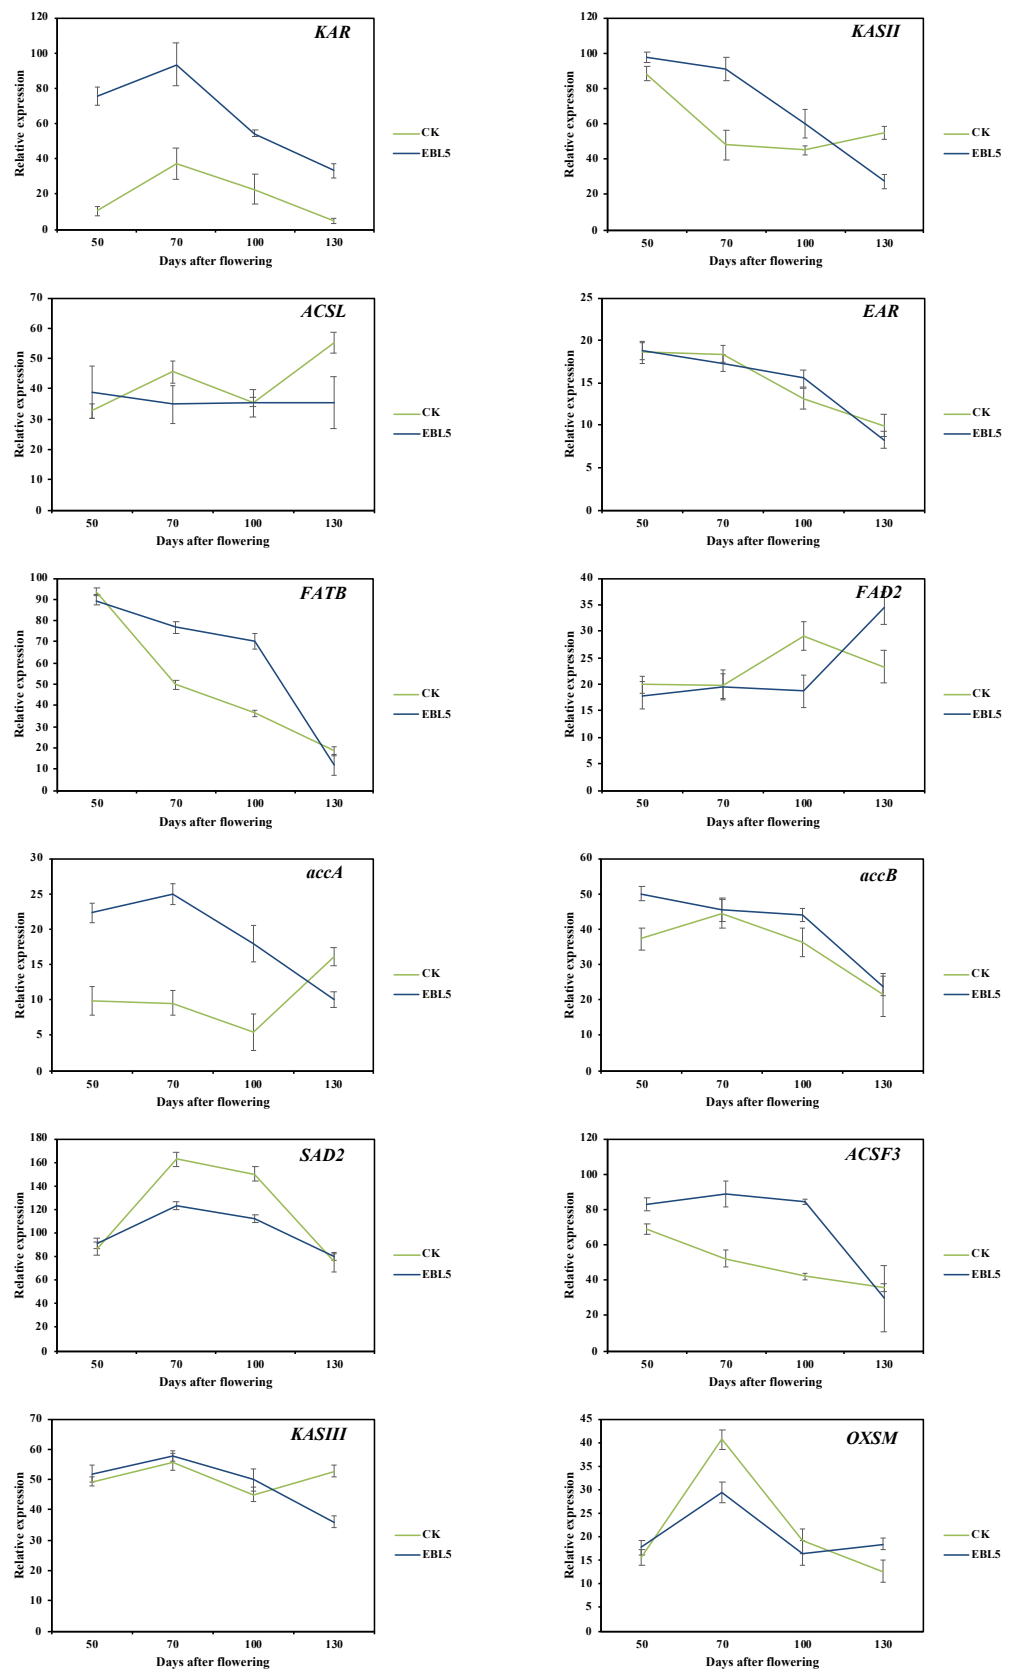 KAR
Relative expression
120
100
80
60
40
20
0
50 70 100 130
Days after flowering
CK
EBL5
KASII
Relative expression
120
100
80
60
40
20
0
50 70 100 130
Days after flowering
CK
EBL5
ACSL
Relative expression
70
60
50
40
30
20
10
0
50 70 100 130
Days after flowering
CK
EBL5
EAR
Relative expression
25
20
15
10
5
0
50 70 100 130
Days after flowering
CK
EBL5
FATB
Relative expression
100
90
80
70
60
50
40
30
20
10
0
50 70 100 130
Days after flowering
CK
EBL5
FAD2
Relative expression
40
35
30
25
20
15
10
5
0
50 70 100 130
Days after flowering
CK
EBL5
accA
Relative expression
30
25
20
15
10
5
0
50 70 100 130
Days after flowering
CK
EBL5
accB
Relative expression
60
50
40
30
20
10
0
50 70 100 130
Days after flowering
CK
EBL5
SAD2
Relative expression
180
160
140
120
100
80
60
40
20
0
50 70 100 130
Days after flowering
CK
EBL5
ACSF3
Relative expression
120
100
80
60
40
20
0
50 70 100 130
Days after flowering
CK
EBL5
KASIII
Relative expression
70
60
50
40
30
20
10
0
50 70 100 130
Days after flowering
CK
EBL5
OXSM
Relative expression
45
40
35
30
25
20
15
10
5
0
50 70 100 130
Days after flowering
CK
EBL5